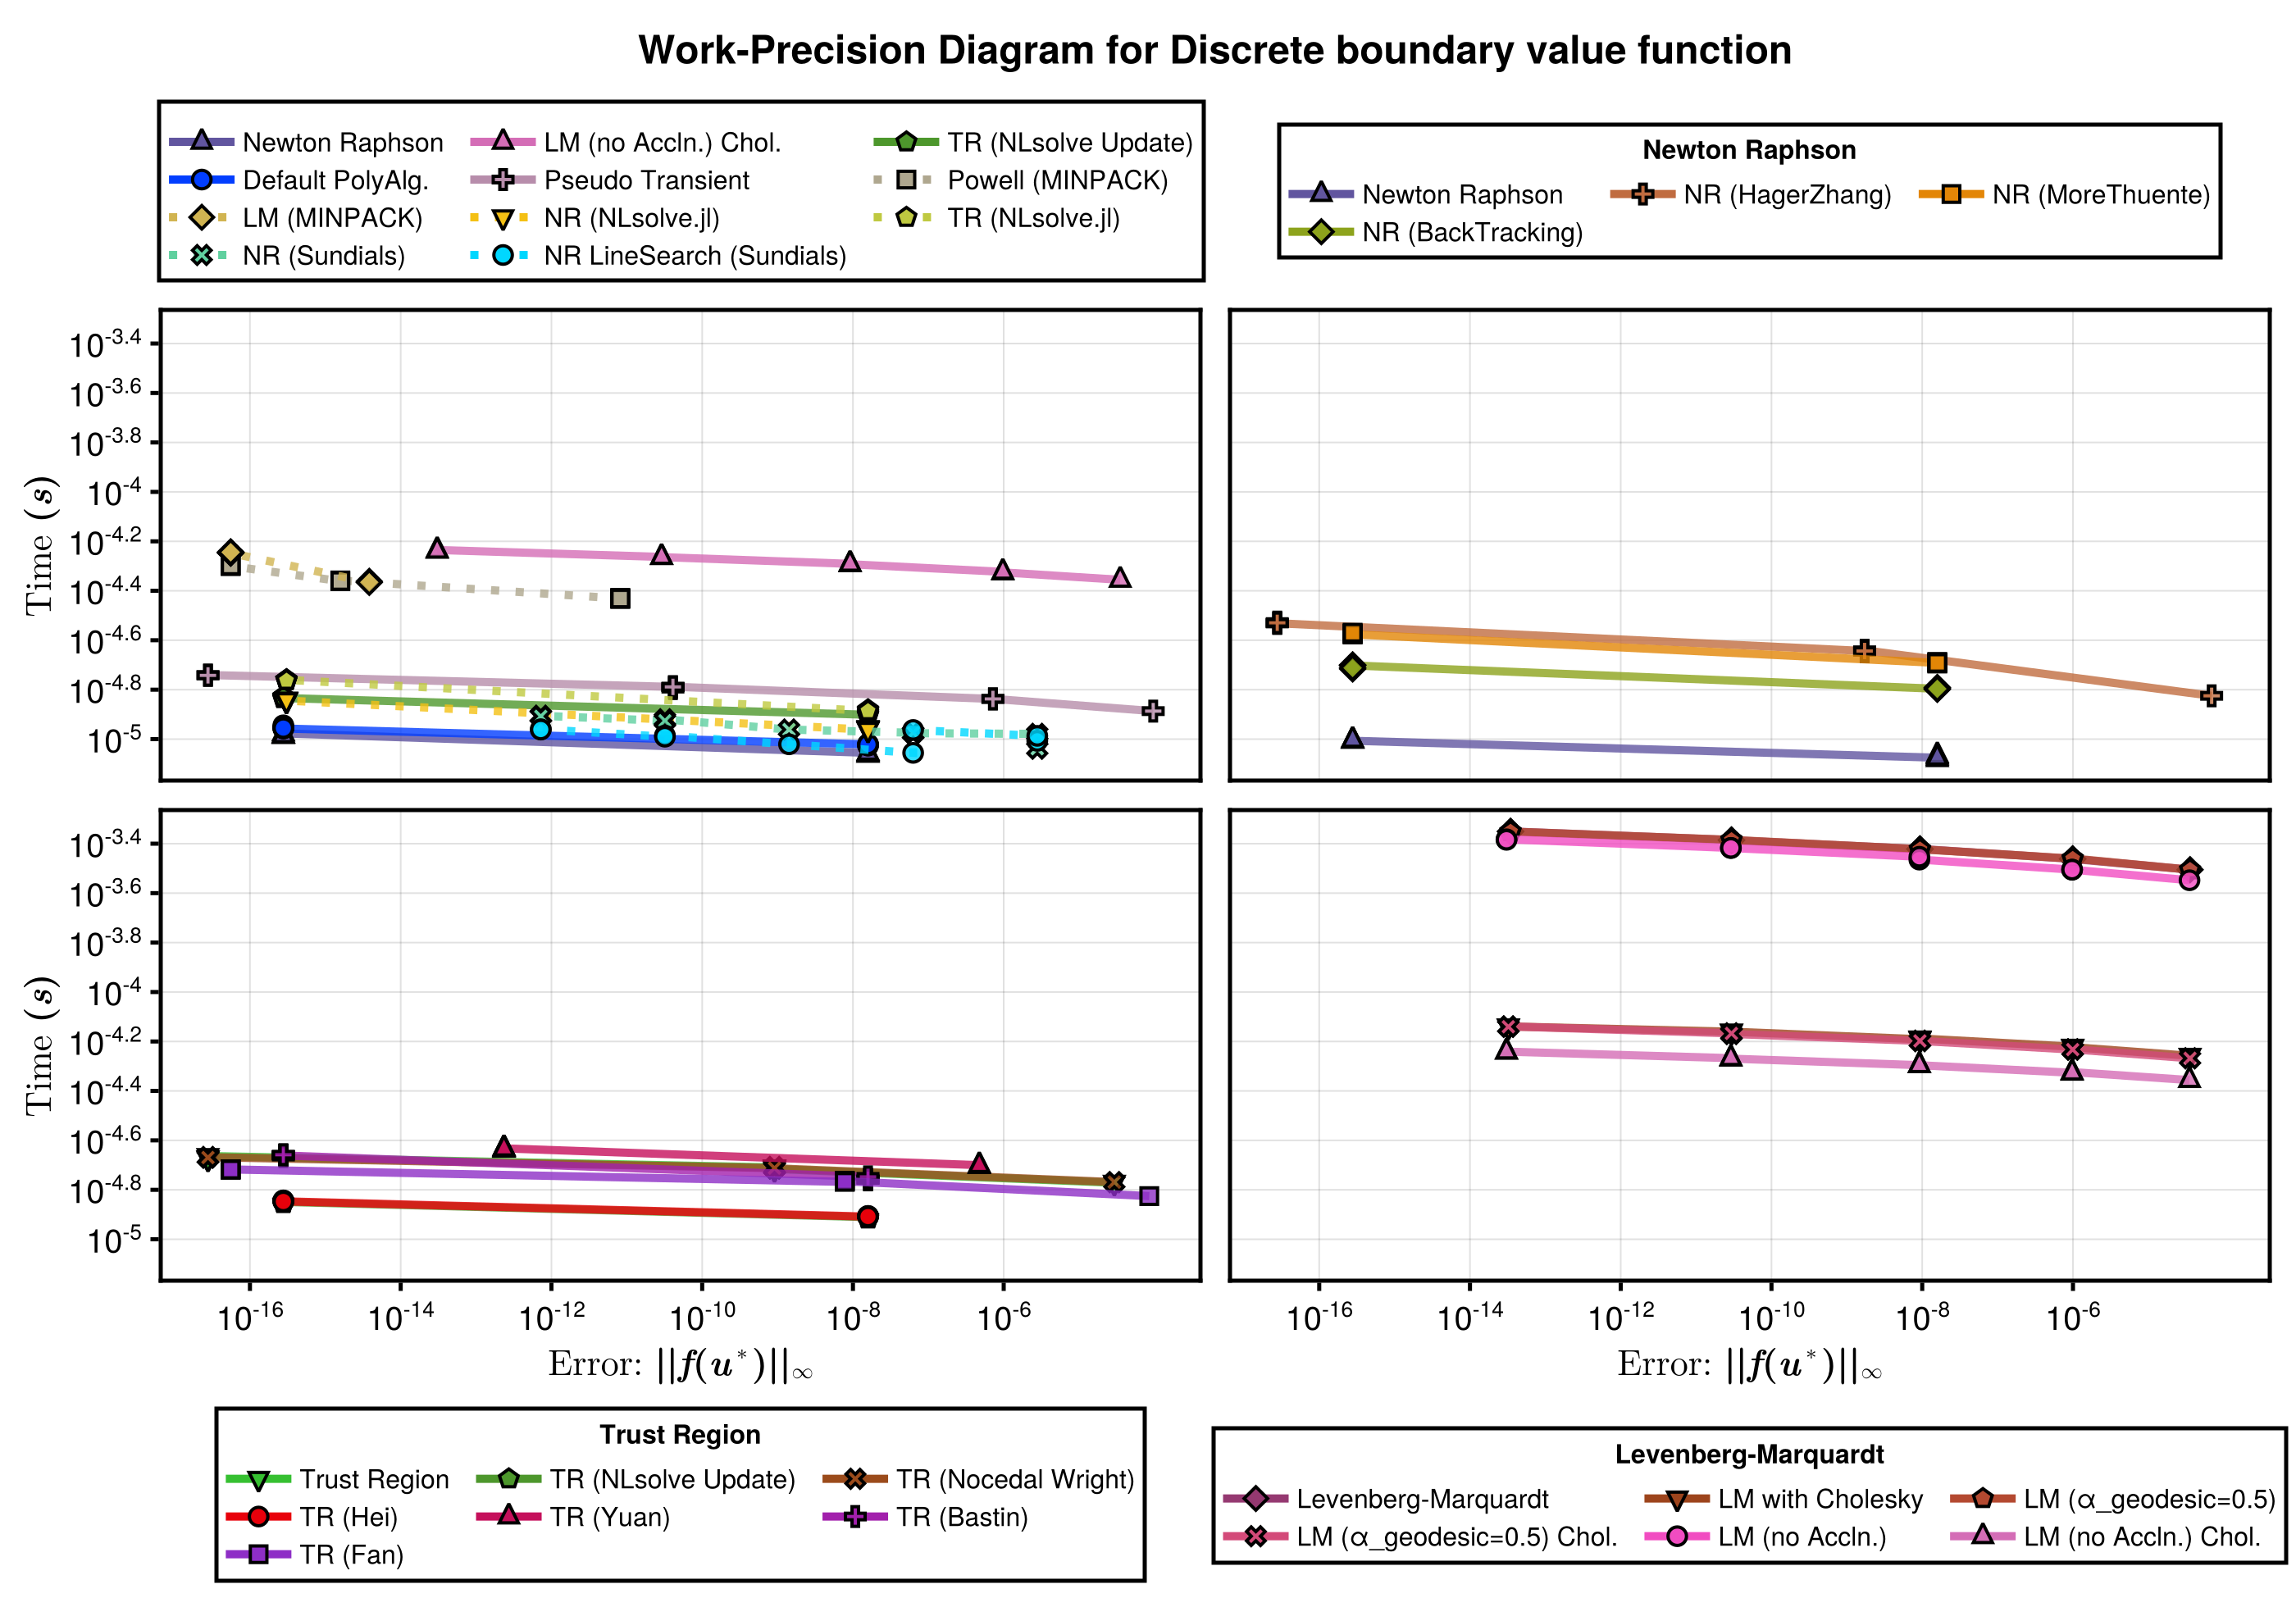 Work-Precision Diagram for Discrete boundary value function
Newton Raphson LM (no Accln.) Chol. TR (NLsolve Update)
Default PolyAlg. Pseudo Transient Powell (MINPACK)
LM (MINPACK) NR (NLsolve.jl) TR (NLsolve.jl)
NR (Sundials) NR LineSearch (Sundials)
Newton Raphson
Newton Raphson NR (HagerZhang) NR (MoreThuente)
NR (BackTracking)
Time (s)
10^-3.4
10^-3.6
10^-3.8
10^-4
10^-4.2
10^-4.4
10^-4.6
10^-4.8
10^-5
Time (s)
10^-3.4
10^-3.6
10^-3.8
10^-4
10^-4.2
10^-4.4
10^-4.6
10^-4.8
10^-5
10^-16 10^-14 10^-12 10^-10 10^-8 10^-6
Error: ||f(u*)||∞
10^-16 10^-14 10^-12 10^-10 10^-8 10^-6
Error: ||f(u*)||∞
Trust Region
Trust Region TR (NLsolve Update) TR (Nocedal Wright)
TR (Hei) TR (Yuan) TR (Bastin)
TR (Fan)
Levenberg-Marquardt
Levenberg-Marquardt LM with Cholesky LM (α_geodesic=0.5)
LM (α_geodesic=0.5) Chol. LM (no Accln.) LM (no Accln.) Chol.